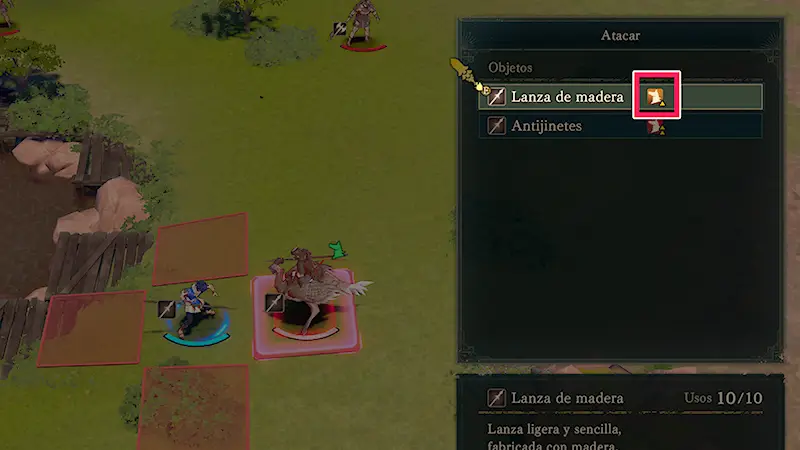 Atacar
Objetos
Lanza de madera
Antijinetes
Lanza de madera Usos 10/10
Lanza ligera y sencilla,
fabricada con madera.